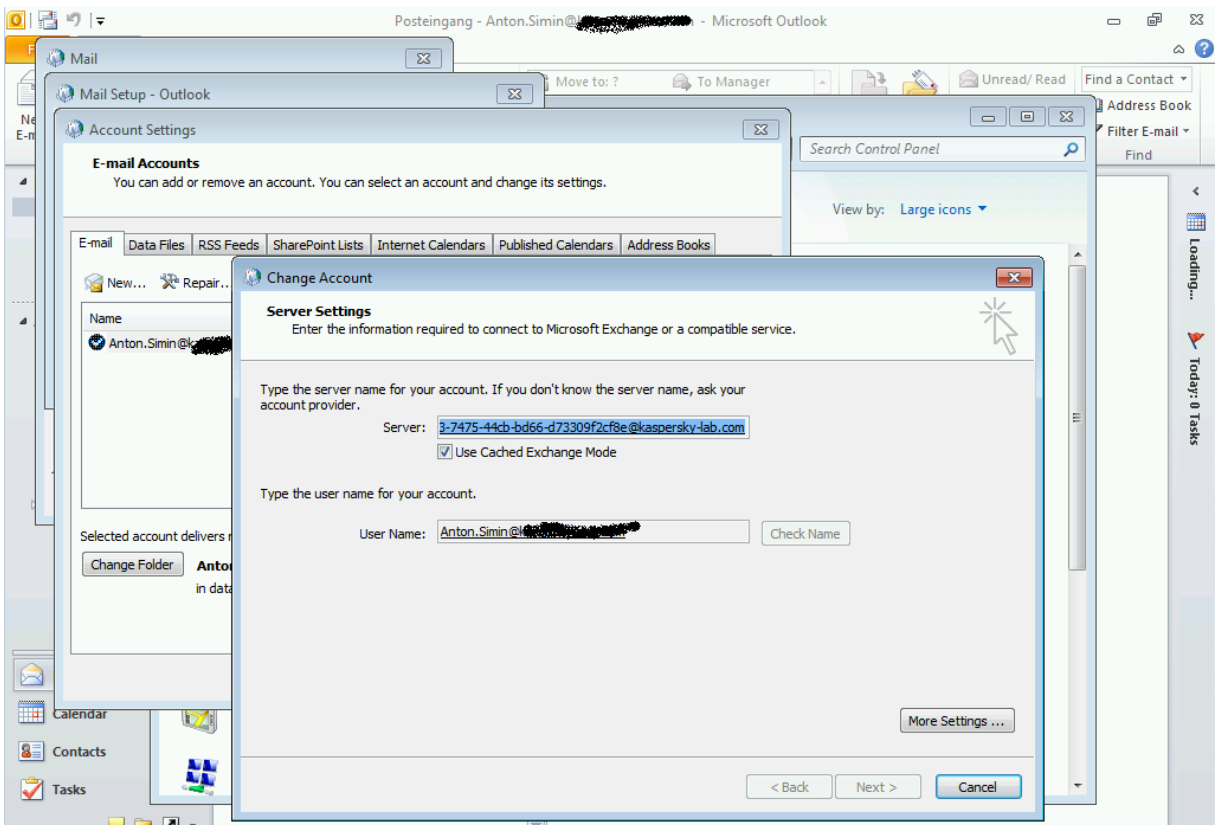 Posteingang - Anton.Simin@ - Microsoft Outlook
Mail
Move to: ?
To Manager
Unread/ Read
Find a Contact
Mail Setup - Outlook
Address Book
Account Settings
Filter E-mail
Find
Search Control Panel
E-mail Accounts
You can add or remove an account. You can select an account and change its settings.
View by: Large icons
E-mail
Data Files
RSS Feeds
SharePoint Lists
Internet Calendars
Published Calendars
Address Books
New...
Repair...
Name
Anton.Simin@
Change Account
Server Settings
Enter the information required to connect to Microsoft Exchange or a compatible service.
Type the server name for your account. If you don't know the server name, ask your
account provider.
Server: 3-7475-44cb-bd66-d73309f2cf8e@kaspersky-lab.com
Use Cached Exchange Mode
Type the user name for your account.
User Name: Anton.Simin@
Check Name
Selected account delivers
Change Folder
in data
More Settings ...
< Back
Next >
Cancel
Calendar
Contacts
Tasks
Loading...
Today: 0 Tasks